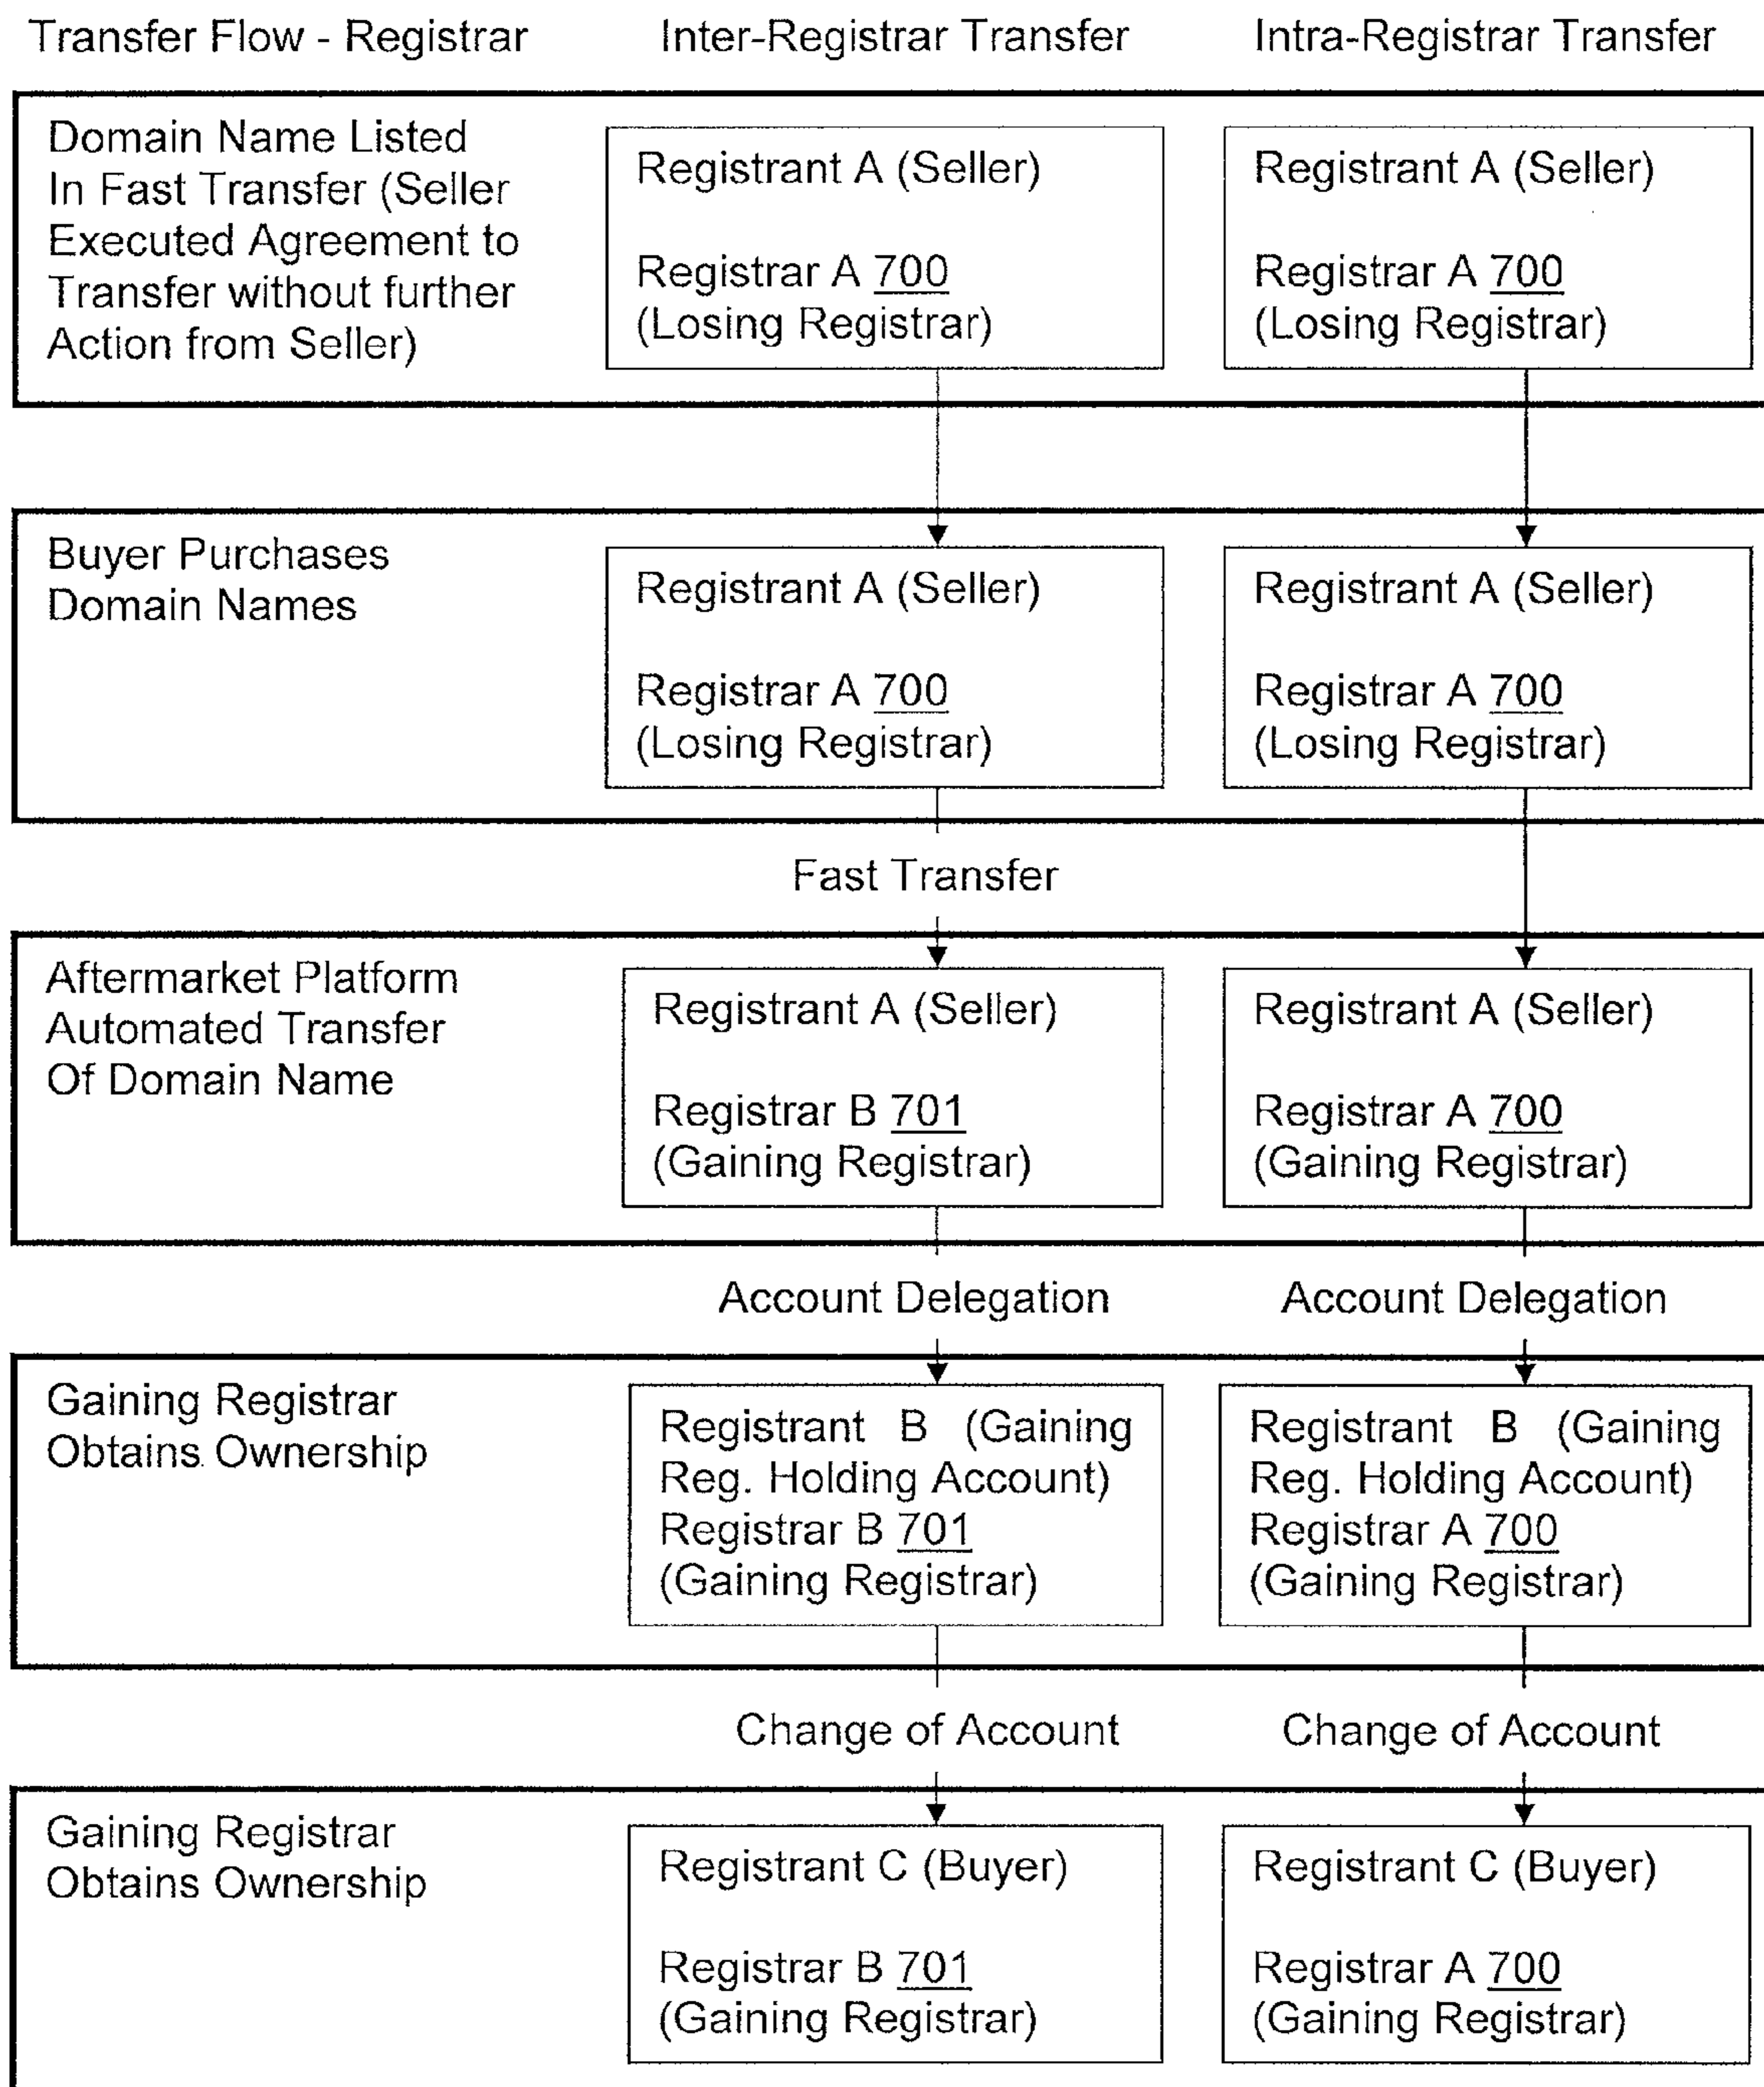 Transfer Flow - Registrar
Inter-Registrar Transfer
Intra-Registrar Transfer
Domain Name Listed
In Fast Transfer (Seller
Executed Agreement to
Transfer without further
Action from Seller)
Registrant A (Seller)
Registrar A 700
(Losing Registrar)
Registrant A (Seller)
Registrar A 700
(Losing Registrar)
Buyer Purchases
Domain Names
Registrant A (Seller)
Registrar A 700
(Losing Registrar)
Registrant A (Seller)
Registrar A 700
(Losing Registrar)
Fast Transfer
Aftermarket Platform
Automated Transfer
Of Domain Name
Registrant A (Seller)
Registrar B 701
(Gaining Registrar)
Registrant A (Seller)
Registrar A 700
(Gaining Registrar)
Account Delegation
Account Delegation
Gaining Registrar
Obtains Ownership
Registrant B (Gaining
Reg. Holding Account)
Registrar B 701
(Gaining Registrar)
Registrant B (Gaining
Reg. Holding Account)
Registrar A 700
(Gaining Registrar)
Change of Account
Change of Account
Gaining Registrar
Obtains Ownership
Registrant C (Buyer)
Registrar B 701
(Gaining Registrar)
Registrant C (Buyer)
Registrar A 700
(Gaining Registrar)